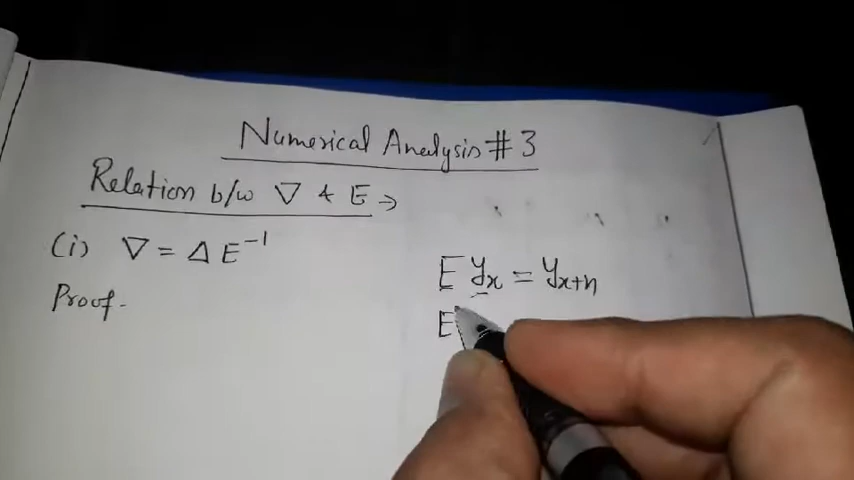 Numerical Analysis #3
Relation b/w ∇ & E →
(i) ∇ = Δ E⁻¹
Proof-
E yₓ = yₓ₊ₙ
E